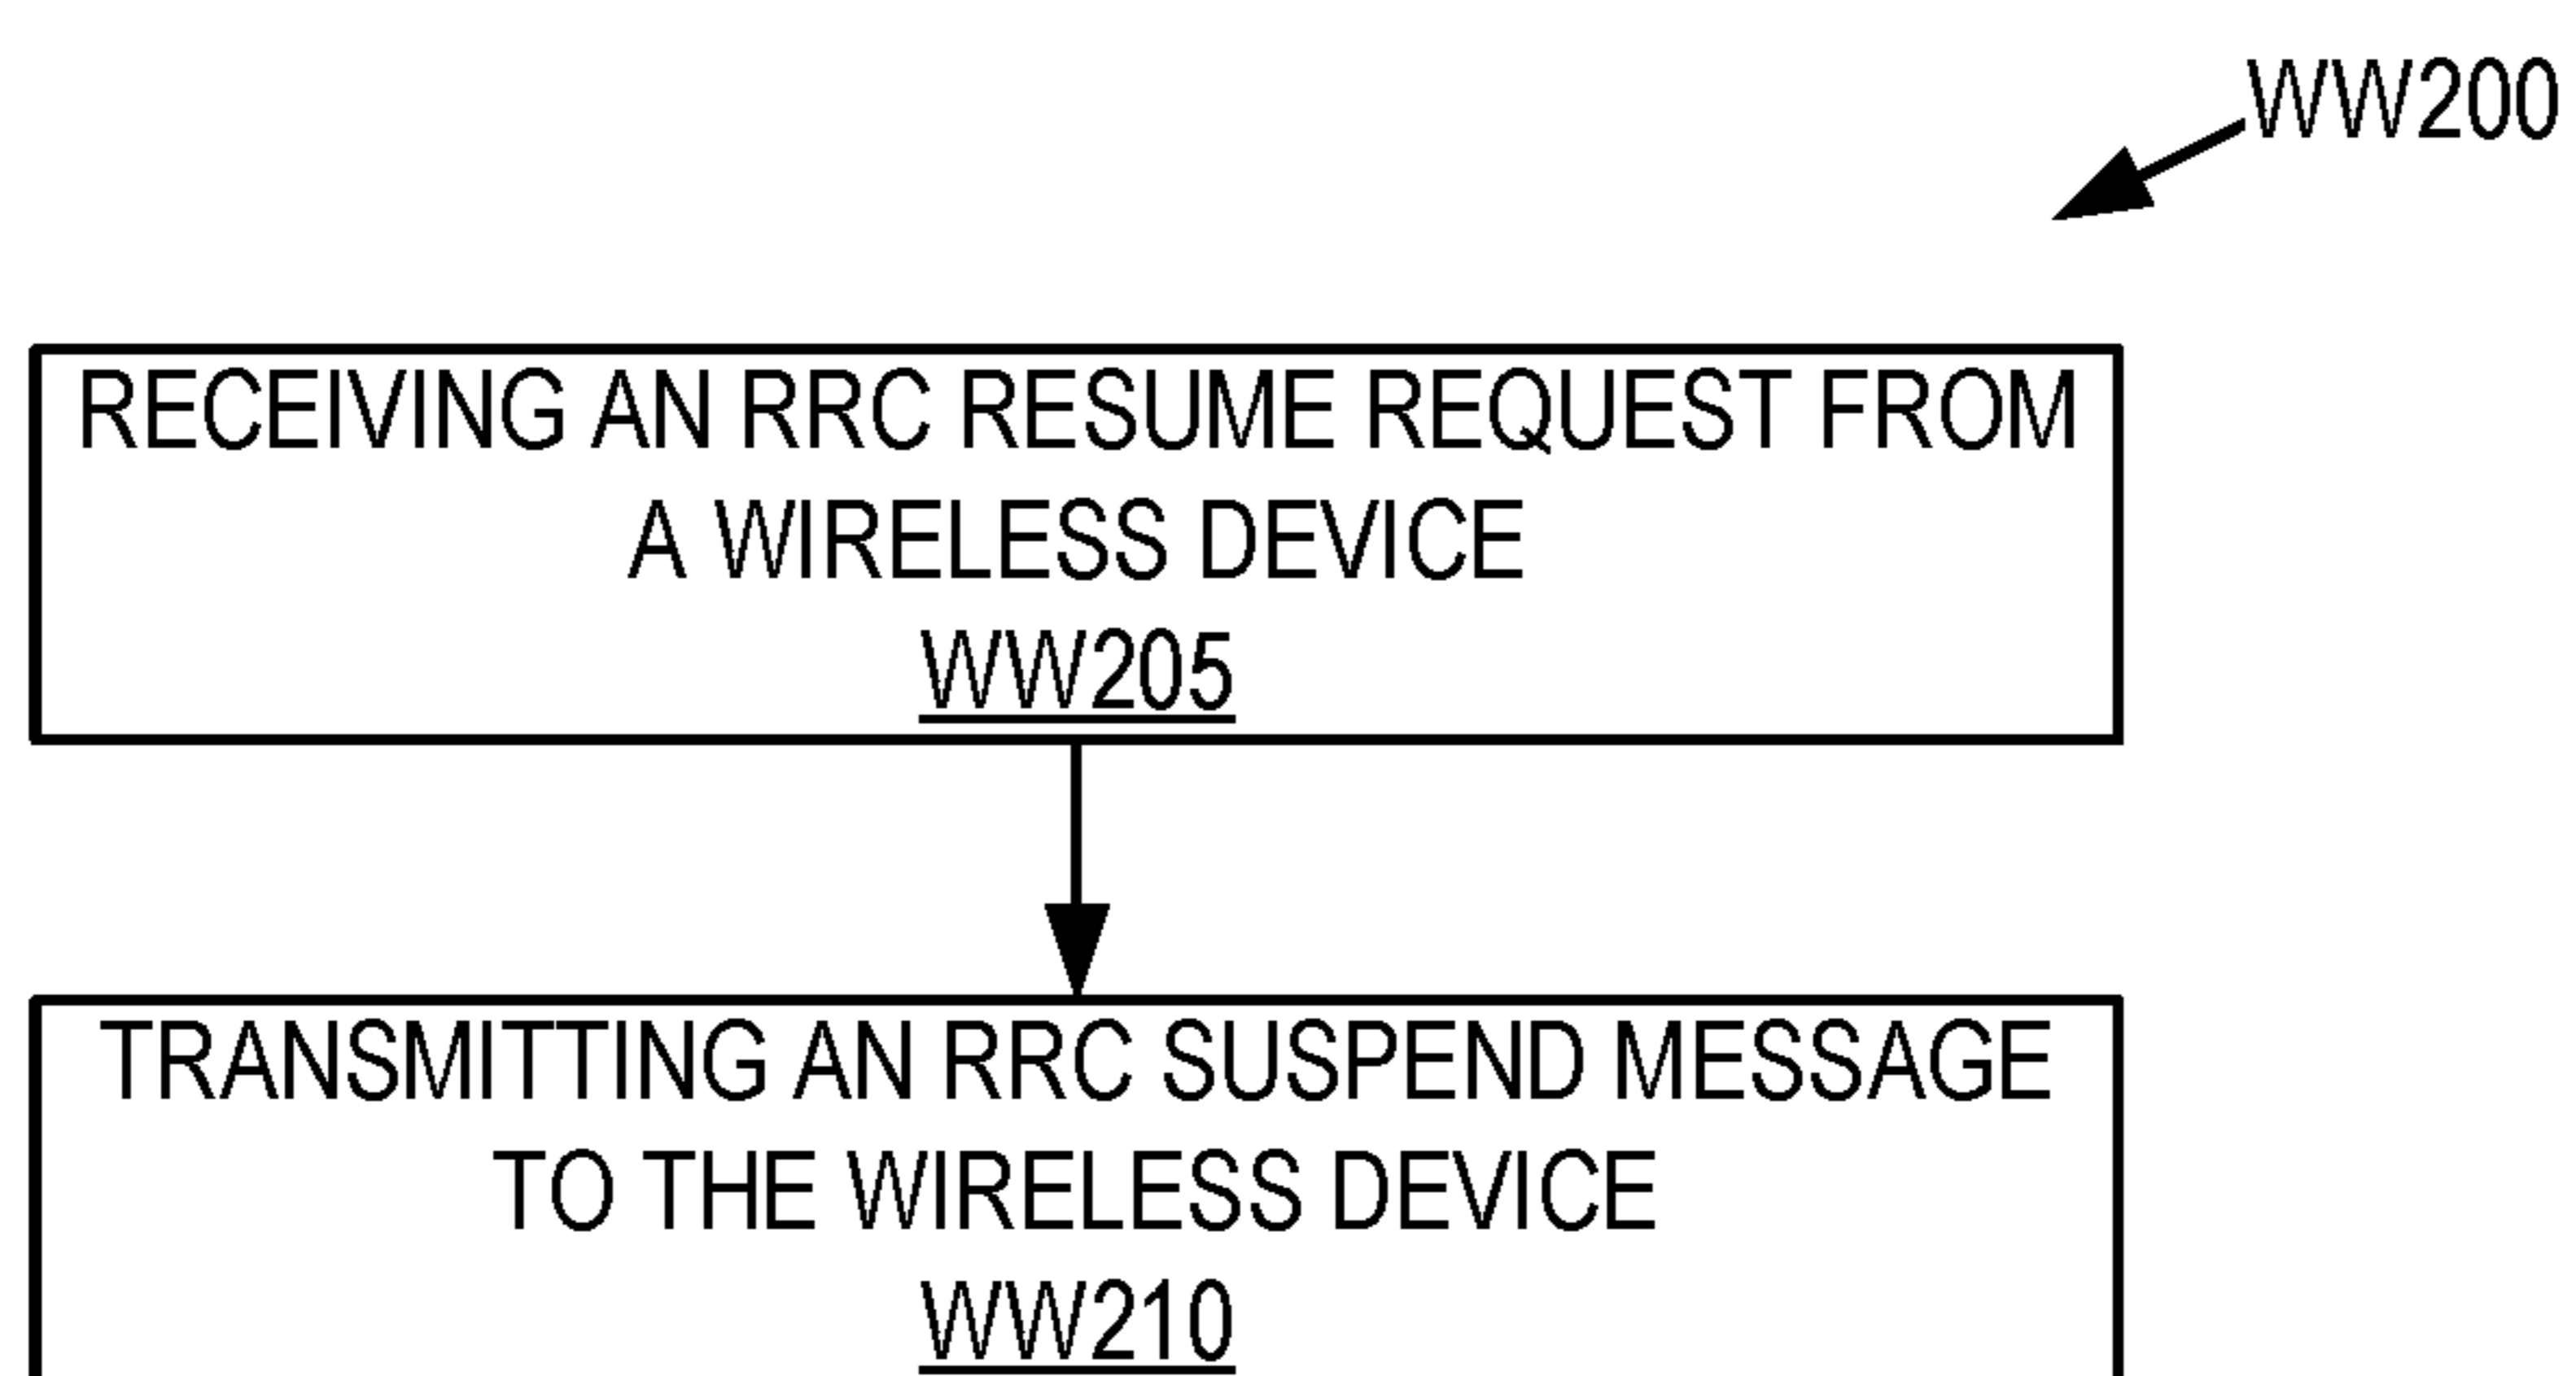 WW200
RECEIVING AN RRC RESUME REQUEST FROM
A WIRELESS DEVICE
WW205
TRANSMITTING AN RRC SUSPEND MESSAGE
TO THE WIRELESS DEVICE
WW210